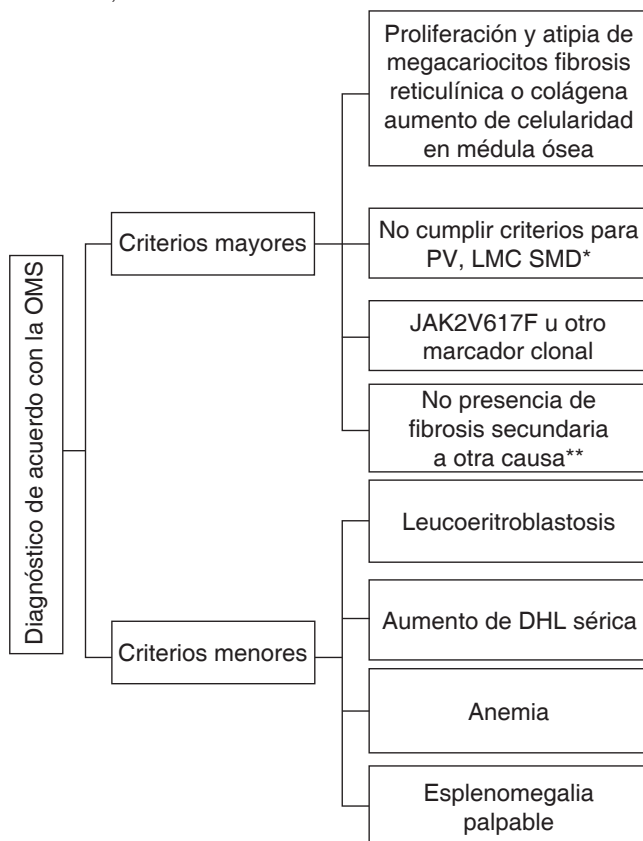 Diagnóstico de acuerdo con la OMS
Criterios mayores
Proliferación y atipia de
megacariocitos fibrosis
reticulínica o colágena
aumento de celularidad
en médula ósea
No cumplir criterios para
PV, LMC SMD*
JAK2V617F u otro
marcador clonal
No presencia de
fibrosis secundaria
a otra causa**
Criterios menores
Leucoeritroblastosis
Aumento de DHL sérica
Anemia
Esplenomegalia
palpable